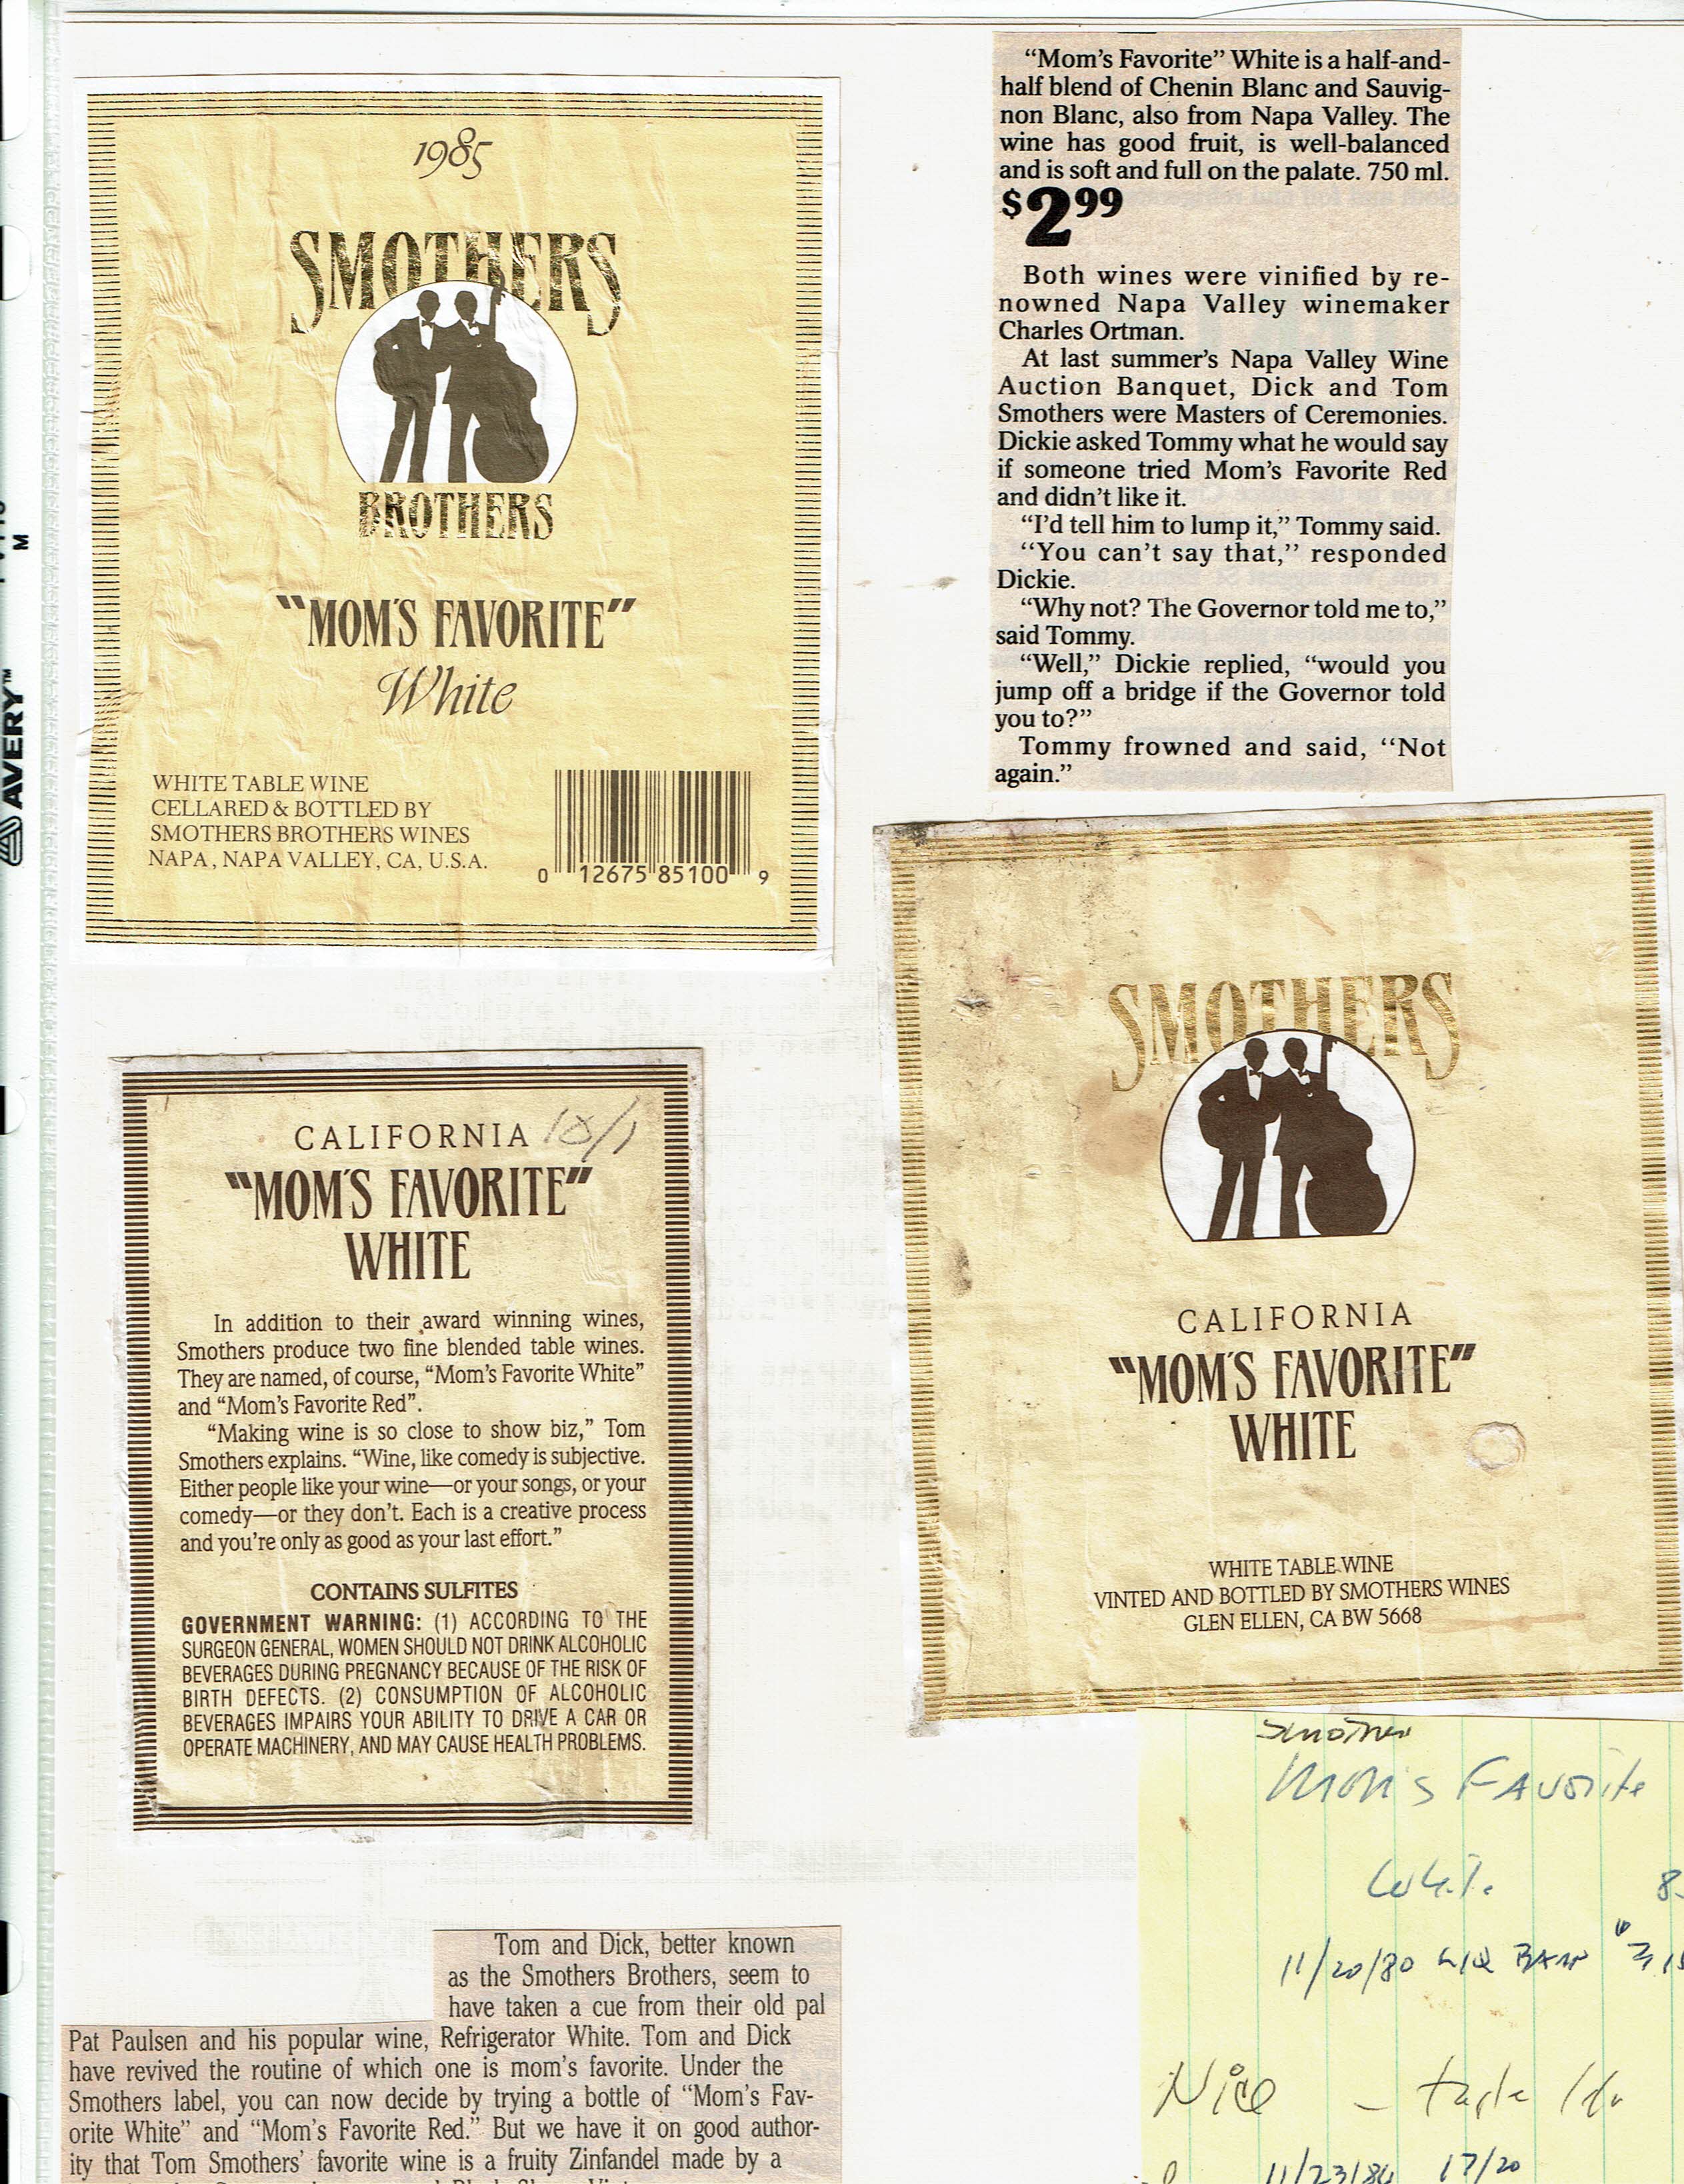 1985
SMOTHERS
BROTHERS
"MOM'S FAVORITE"
White
WHITE TABLE WINE
CELLARED & BOTTLED BY
SMOTHERS BROTHERS WINES
NAPA, NAPA VALLEY, CA, U.S.A.
0 12675 85100 9
AVERY™
M
“Mom’s Favorite” White is a half-and-
half blend of Chenin Blanc and Sauvig-
non Blanc, also from Napa Valley. The
wine has good fruit, is well-balanced
and is soft and full on the palate. 750 ml.
$2 99
Both wines were vinified by re-
nowned Napa Valley winemaker
Charles Ortman.
At last summer’s Napa Valley Wine
Auction Banquet, Dick and Tom
Smothers were Masters of Ceremonies.
Dickie asked Tommy what he would say
if someone tried Mom’s Favorite Red
and didn’t like it.
“I’d tell him to lump it,” Tommy said.
“You can’t say that,” responded
Dickie.
“Why not? The Governor told me to,”
said Tommy.
“Well,” Dickie replied, “would you
jump off a bridge if the Governor told
you to?”
Tommy frowned and said, “Not
again.”
CALIFORNIA 10/1
"MOM'S FAVORITE"
WHITE
In addition to their award winning wines,
Smothers produce two fine blended table wines.
They are named, of course, “Mom’s Favorite White”
and “Mom’s Favorite Red”.
“Making wine is so close to show biz,” Tom
Smothers explains. “Wine, like comedy is subjective.
Either people like your wine—or your songs, or your
comedy—or they don’t. Each is a creative process
and you’re only as good as your last effort.”
CONTAINS SULFITES
GOVERNMENT WARNING: (1) ACCORDING TO THE
SURGEON GENERAL, WOMEN SHOULD NOT DRINK ALCOHOLIC
BEVERAGES DURING PREGNANCY BECAUSE OF THE RISK OF
BIRTH DEFECTS. (2) CONSUMPTION OF ALCOHOLIC
BEVERAGES IMPAIRS YOUR ABILITY TO DRIVE A CAR OR
OPERATE MACHINERY, AND MAY CAUSE HEALTH PROBLEMS.
SMOTHERS
CALIFORNIA
"MOM'S FAVORITE"
WHITE
WHITE TABLE WINE
VINTED AND BOTTLED BY SMOTHERS WINES
GLEN ELLEN, CA BW 5668
Tom and Dick, better known
as the Smothers Brothers, seem to
have taken a cue from their old pal
Pat Paulsen and his popular wine, Refrigerator White. Tom and Dick
have revived the routine of which one is mom’s favorite. Under the
Smothers label, you can now decide by trying a bottle of “Mom’s Fav-
orite White” and “Mom’s Favorite Red.” But we have it on good author-
ity that Tom Smothers’ favorite wine is a fruity Zinfandel made by a
Smother
Mom's Favorite
White
11/20/80 LIQ BARN
Nice
11/23/86 17/20